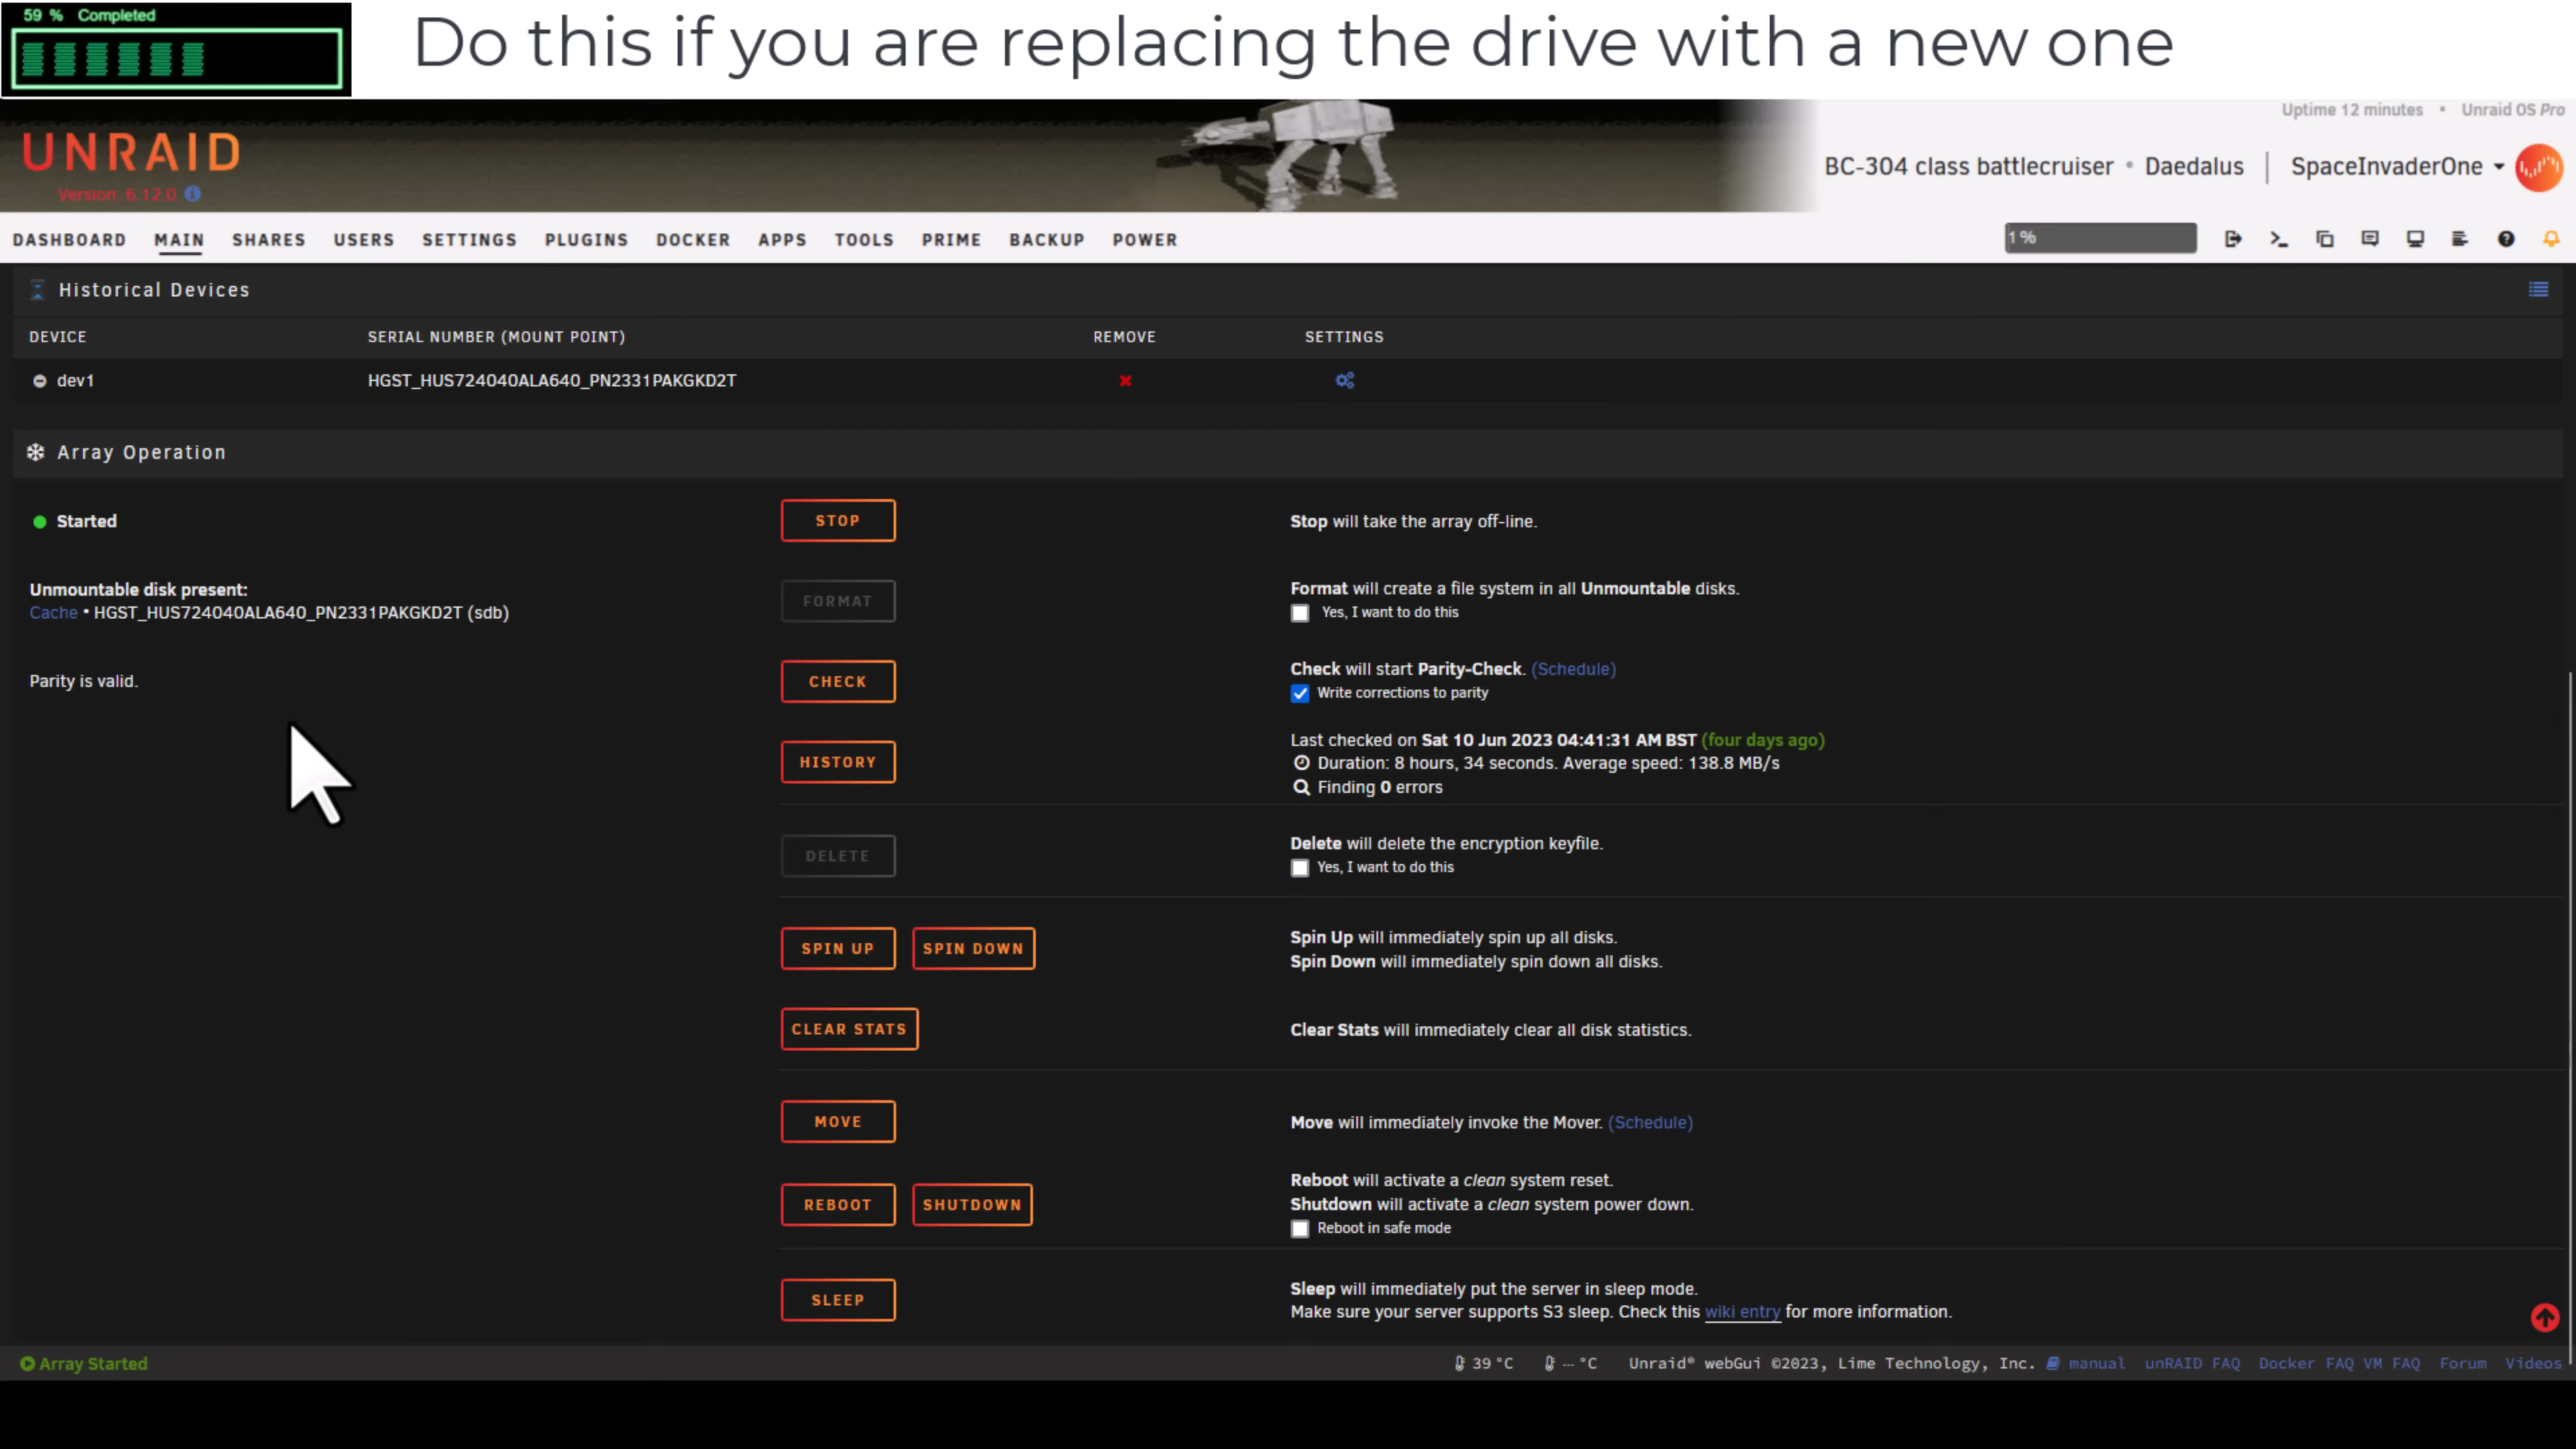 59 % Completed
Do this if you are replacing the drive with a new one
Uptime 12 minutes • Unraid OS Pro
UNRAID
Version: 6.12.0
BC-304 class battlecruiser • Daedalus | SpaceInvaderOne
DASHBOARD MAIN SHARES USERS SETTINGS PLUGINS DOCKER APPS TOOLS PRIME BACKUP POWER
1%
Historical Devices
DEVICE SERIAL NUMBER (MOUNT POINT) REMOVE SETTINGS
dev1 HGST_HUS724040ALA640_PN2331PAKGKD2T
Array Operation
Started STOP Stop will take the array off-line.
Unmountable disk present:
Cache • HGST_HUS724040ALA640_PN2331PAKGKD2T (sdb)
FORMAT
Format will create a file system in all Unmountable disks.
Yes, I want to do this
Parity is valid.
CHECK
Check will start Parity-Check. (Schedule)
Write corrections to parity
HISTORY
Last checked on Sat 10 Jun 2023 04:41:31 AM BST (four days ago)
Duration: 8 hours, 34 seconds. Average speed: 138.8 MB/s
Finding 0 errors
DELETE
Delete will delete the encryption keyfile.
Yes, I want to do this
SPIN UP SPIN DOWN
Spin Up will immediately spin up all disks.
Spin Down will immediately spin down all disks.
CLEAR STATS Clear Stats will immediately clear all disk statistics.
MOVE Move will immediately invoke the Mover. (Schedule)
REBOOT SHUTDOWN
Reboot will activate a clean system reset.
Shutdown will activate a clean system power down.
Reboot in safe mode
SLEEP
Sleep will immediately put the server in sleep mode.
Make sure your server supports S3 sleep. Check this wiki entry for more information.
Array Started 39 °C -- °C Unraid® webGui ©2023, Lime Technology, Inc. manual unRAID FAQ Docker FAQ VM FAQ Forum Videos